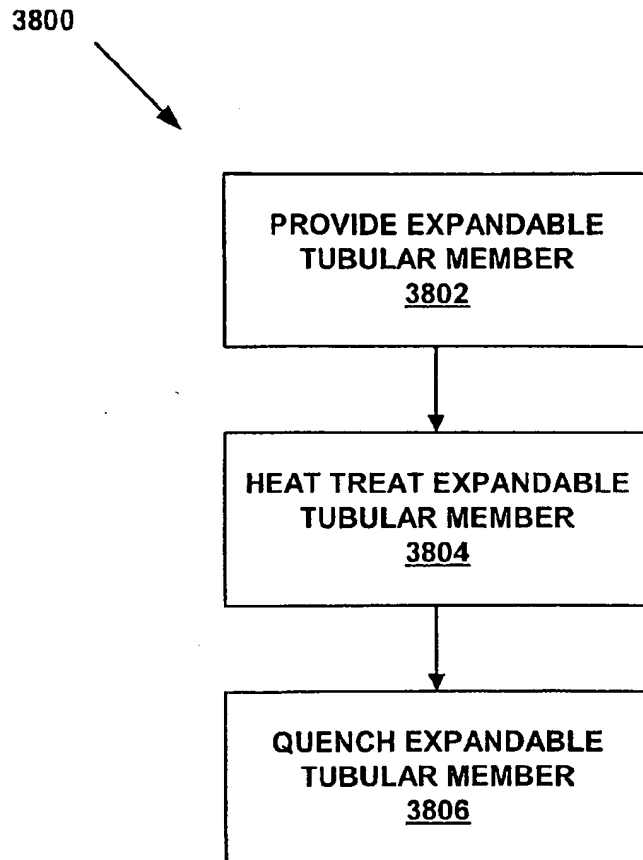 3800
PROVIDE EXPANDABLE
TUBULAR MEMBER
3802
HEAT TREAT EXPANDABLE
TUBULAR MEMBER
3804
QUENCH EXPANDABLE
TUBULAR MEMBER
3806